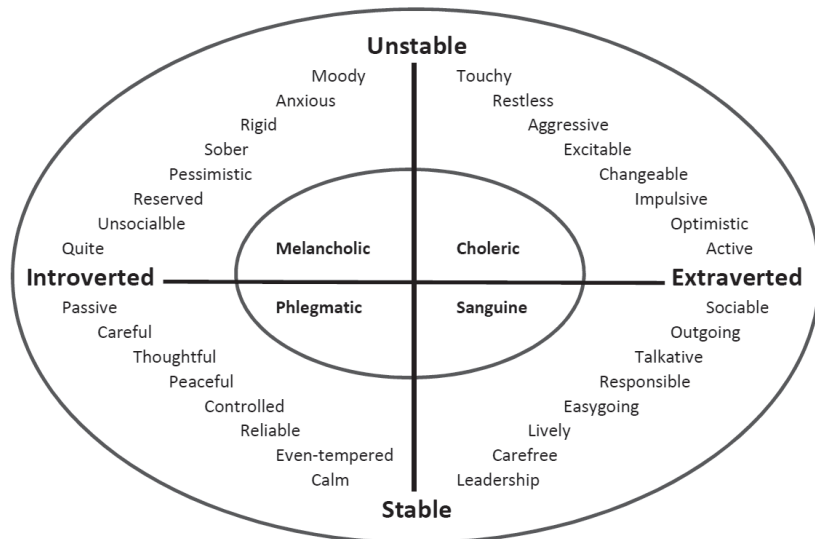 Unstable
Moody Touchy
Anxious Restless
Rigid Aggressive
Sober Excitable
Pessimistic Changeable
Reserved Impulsive
Unsocialble Optimistic
Quite Melancholic Choleric Active
Introverted Extraverted
Passive Phlegmatic Sanguine Sociable
Careful Outgoing
Thoughtful Talkative
Peaceful Responsible
Controlled Easygoing
Reliable Lively
Even-tempered Carefree
Calm Leadership
Stable